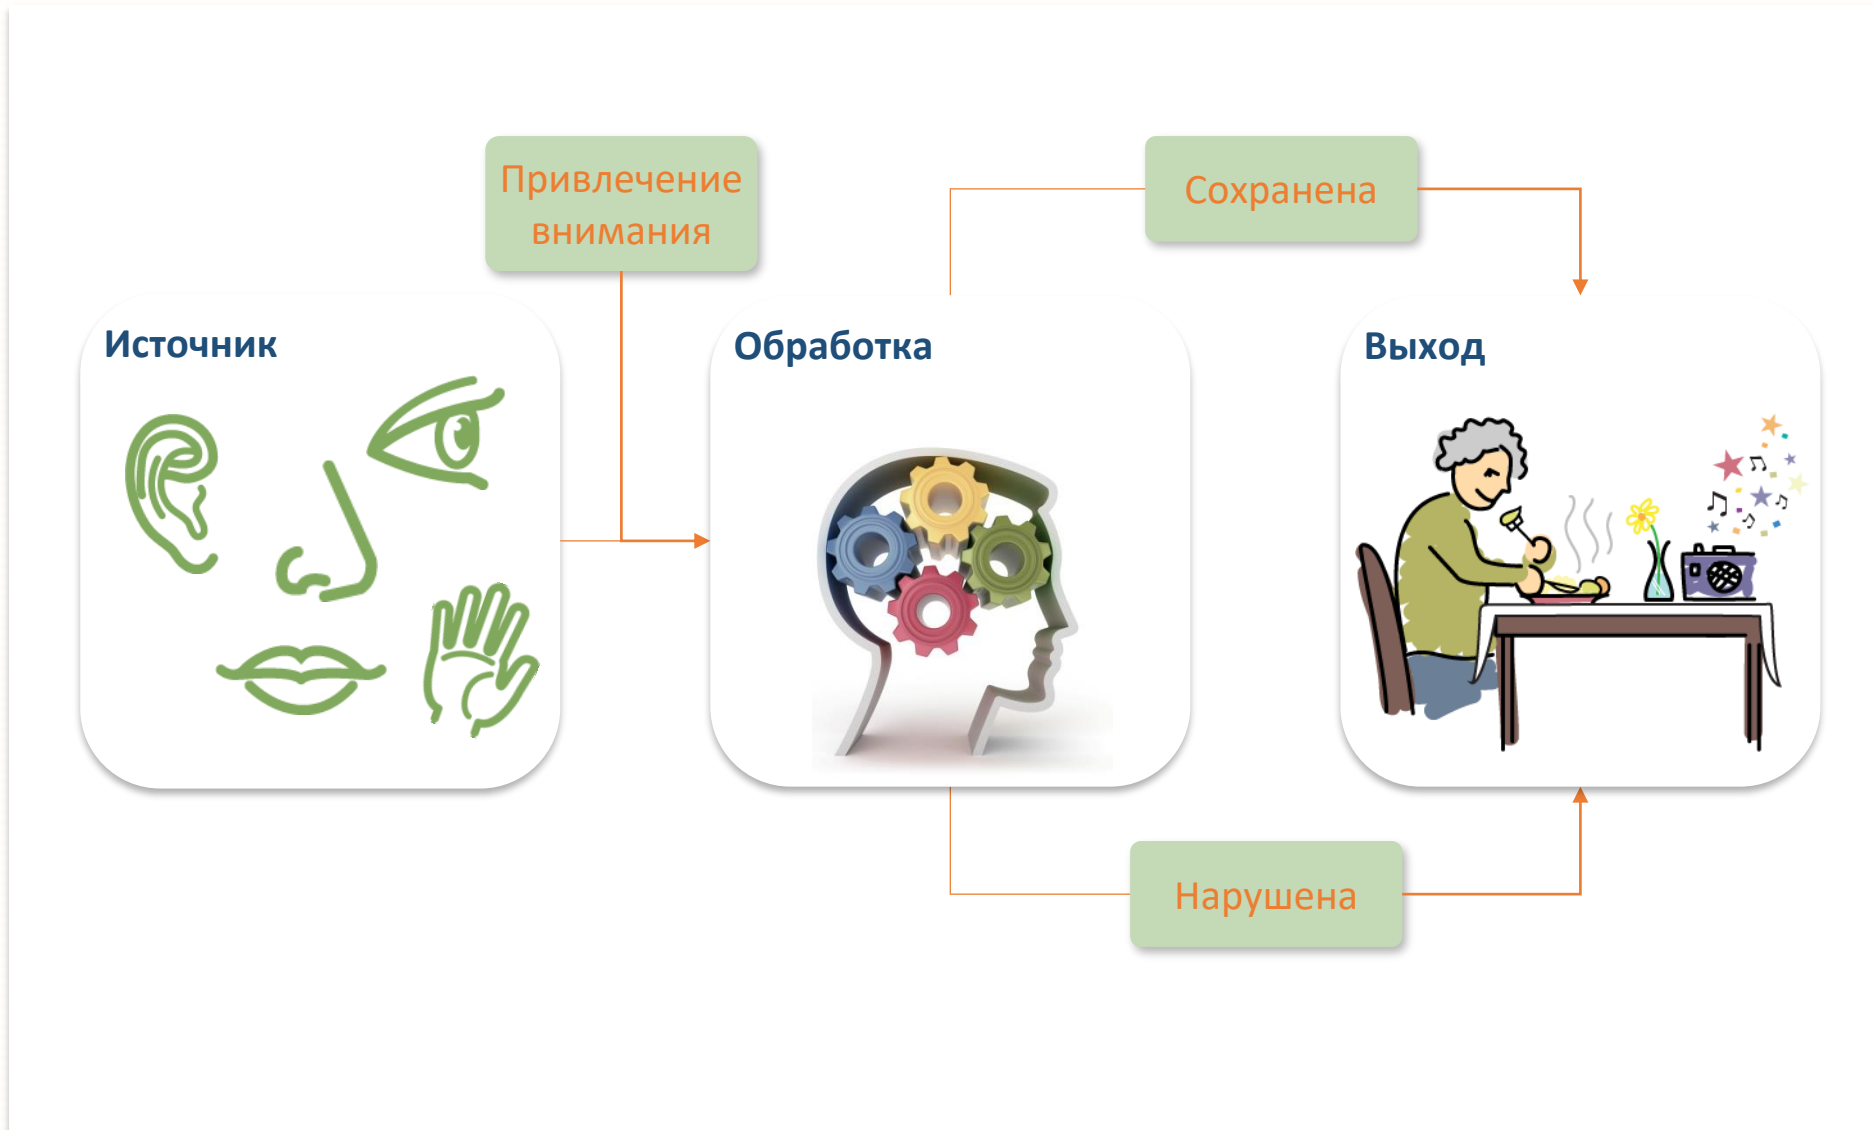 Привлечение
внимания
Сохранена
Источник
Обработка
Выход
Нарушена